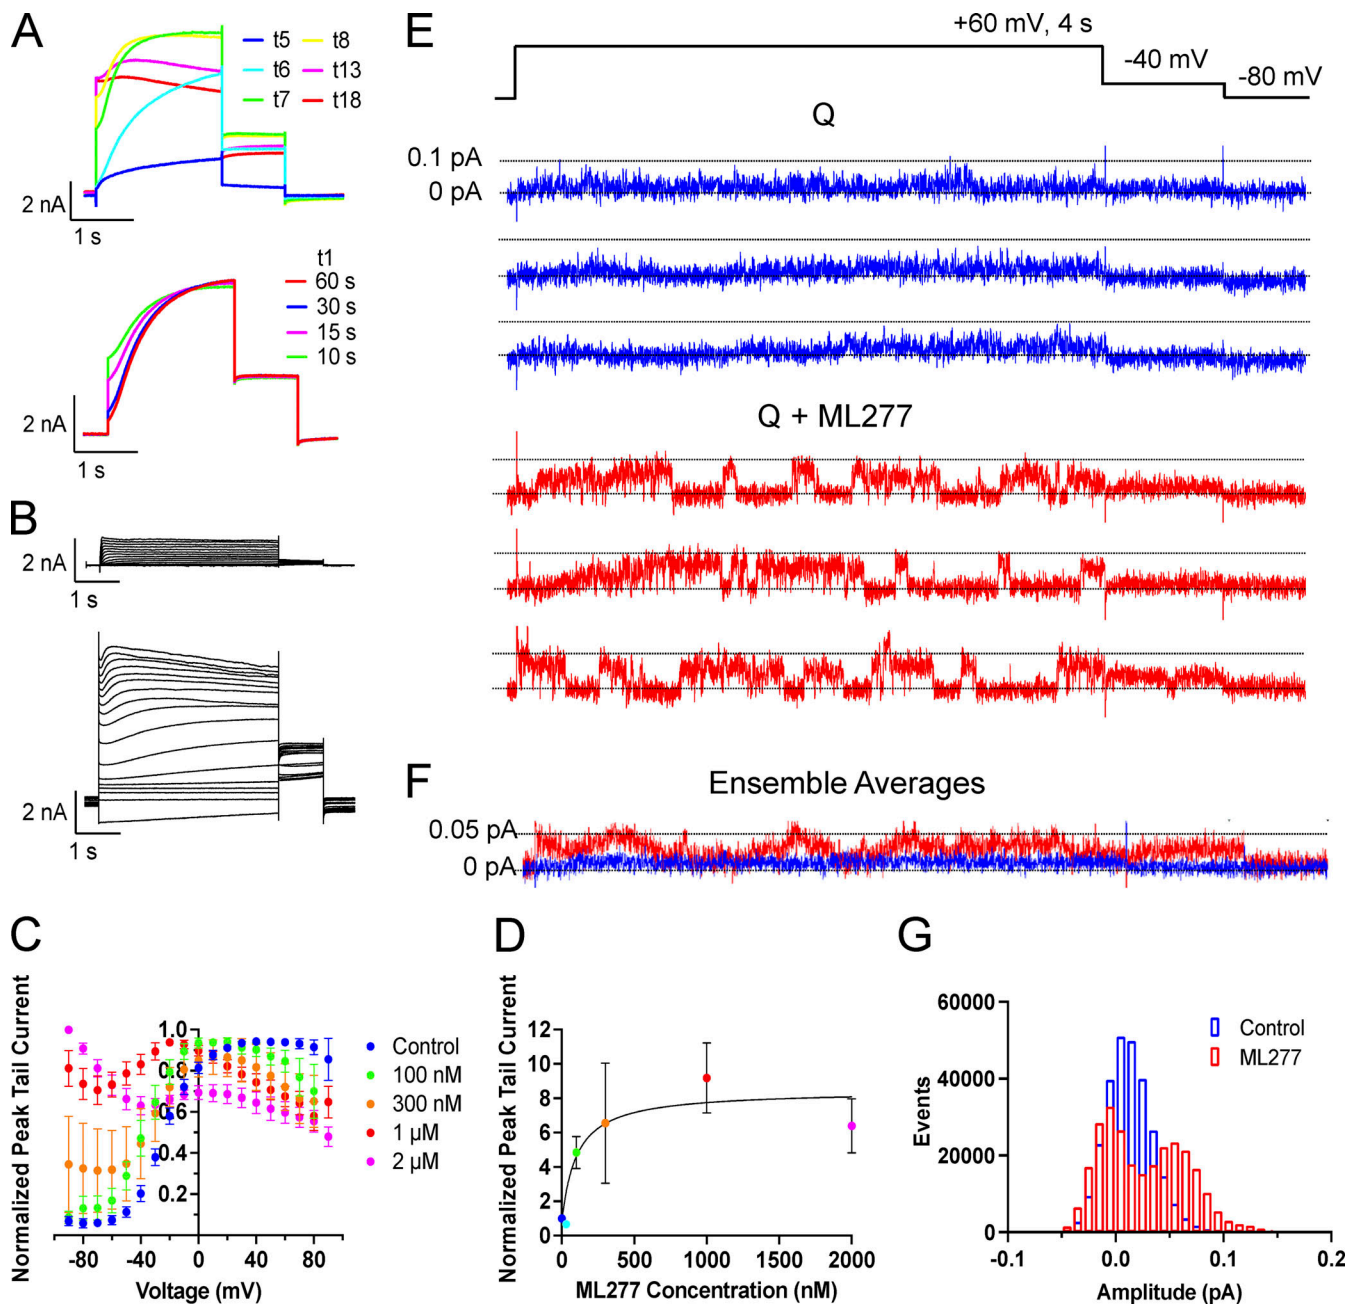 A
t5 t8
t6 t13
t7 t18
2 nA
1 s
t1
60 s
30 s
15 s
10 s
2 nA
1 s
B
2 nA
1 s
2 nA
1 s
E
+60 mV, 4 s
-40 mV
-80 mV
Q
0.1 pA
0 pA
Q + ML277
F
Ensemble Averages
0.05 pA
0 pA
C
Normalized Peak Tail Current
1.0
0.8
0.6
0.4
0.2
-80 -40 0 40 80
Voltage (mV)
Control
100 nM
300 nM
1 µM
2 µM
D
Normalized Peak Tail Current
12
10
8
6
4
2
0
0 500 1000 1500 2000
ML277 Concentration (nM)
G
Events
60000
40000
20000
0
-0.1 0.0 0.1 0.2
Amplitude (pA)
Control
ML277